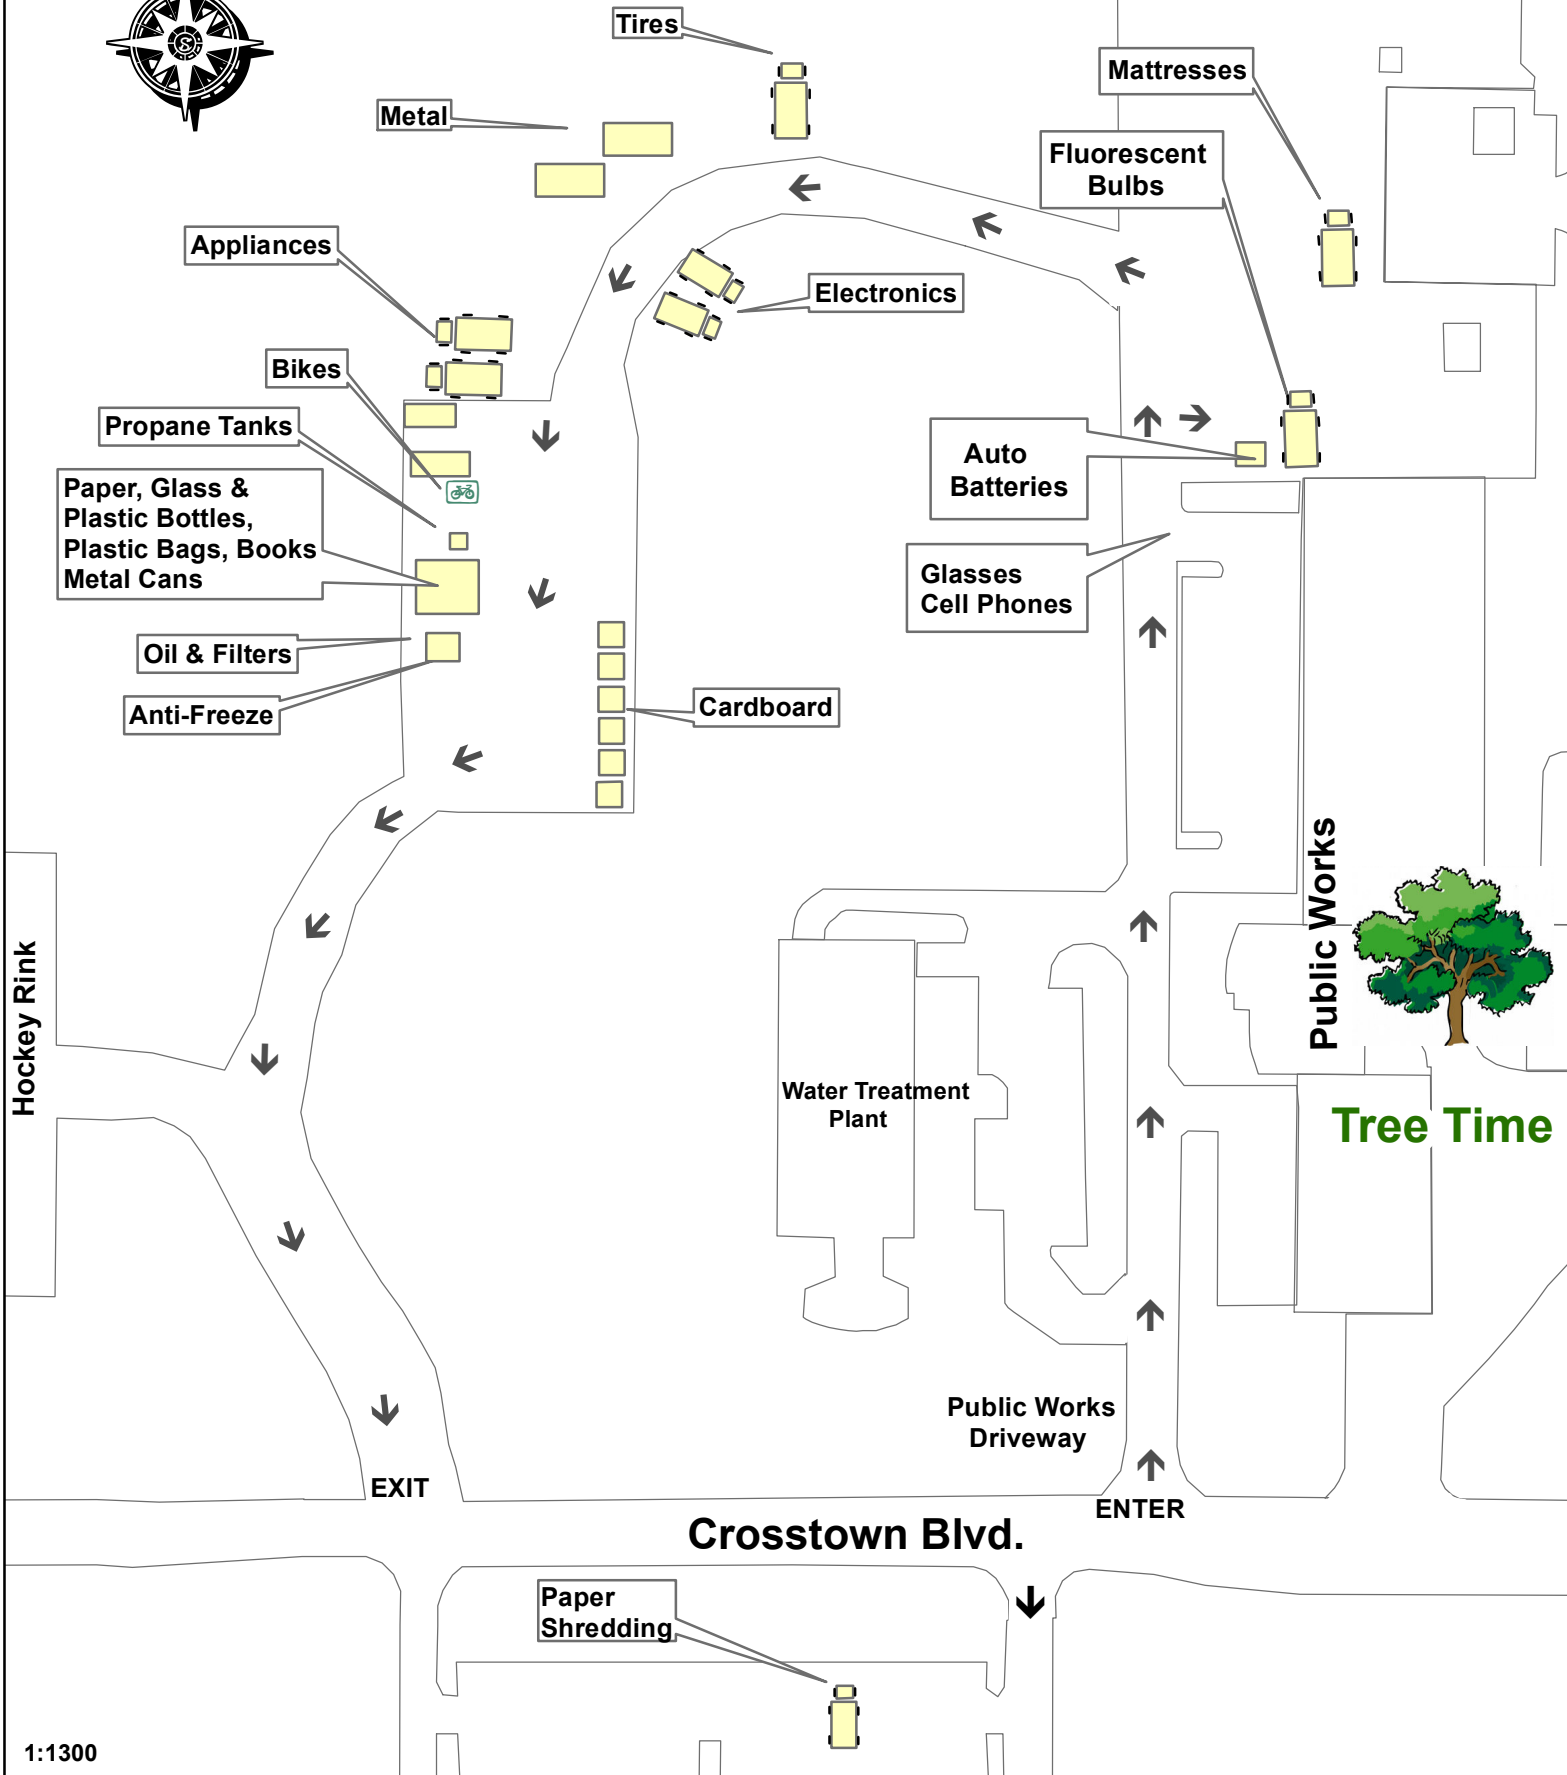 Tires
Mattresses
Metal
Fluorescent
Bulbs
Appliances
Electronics
Bikes
Propane Tanks
Auto
Batteries
Paper, Glass &
Plastic Bottles,
Plastic Bags, Books
Metal Cans
Glasses
Cell Phones
Oil & Filters
Anti-Freeze
Cardboard
Public Works
Hockey Rink
Water Treatment
Plant
Tree Time
Public Works
Driveway
EXIT
ENTER
Crosstown Blvd.
Paper
Shredding
1:1300